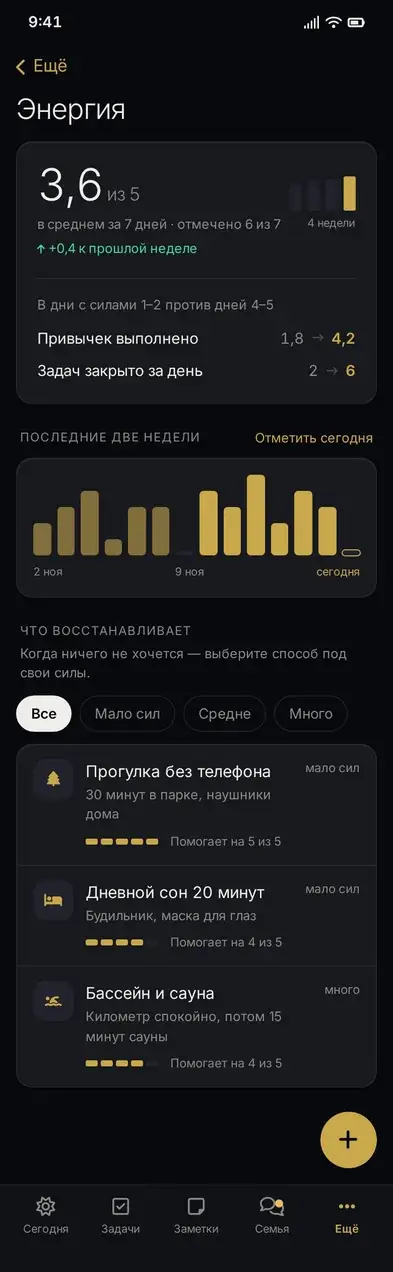 9:41
Ещё
Энергия
3,6 из 5
в среднем за 7 дней · отмечено 6 из 7
4 недели
↑ +0,4 к прошлой неделе
В дни с силами 1–2 против дней 4–5
Привычек выполнено 1,8 → 4,2
Задач закрыто за день 2 → 6
ПОСЛЕДНИЕ ДВЕ НЕДЕЛИ
Отметить сегодня
2 ноя 9 ноя сегодня
ЧТО ВОССТАНАВЛИВАЕТ
Когда ничего не хочется — выберите способ под
свои силы.
Все Мало сил Средне Много
Прогулка без телефона
мало сил
30 минут в парке, наушники
дома
Помогает на 5 из 5
Дневной сон 20 минут
мало сил
Будильник, маска для глаз
Помогает на 4 из 5
Бассейн и сауна
много
Километр спокойно, потом 15
минут сауны
Помогает на 4 из 5
Сегодня Задачи Заметки Семья Ещё